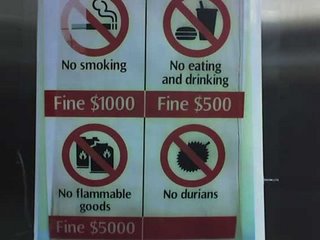 No smoking
No eating
and drinking
Fine $1000
Fine $500
No flammable
goods
No durians
Fine $5000